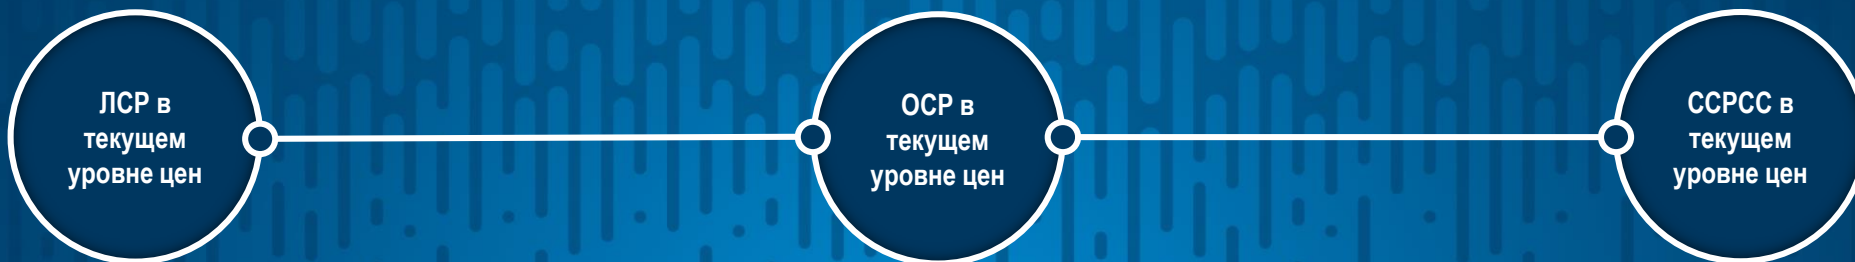 ЛСР в
текущем
уровне цен
ОСР в
текущем
уровне цен
ССРСС в
текущем
уровне цен